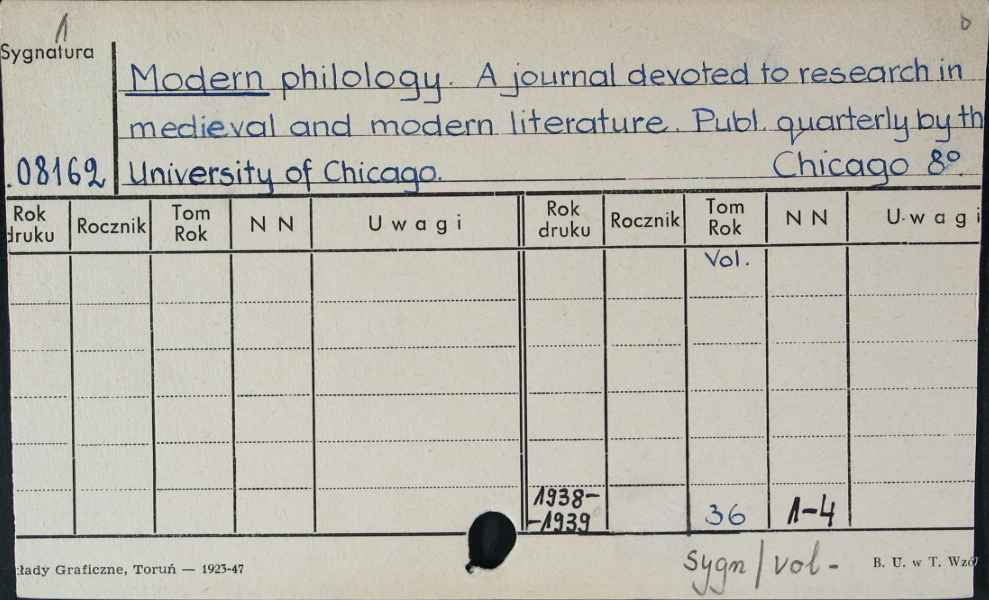 1
Sygnatura
Modern philology. A journal devoted to research in
medieval and modern literature. Publ. quarterly by th
.08162 University of Chicago. Chicago 8°.
Rok druku Rocznik Tom Rok N N Uwagi Rok druku Rocznik Tom Rok N N Uwagi
Vol.
1938-
-1939 36 1-4
sygn/vol-
łady Graficzne, Toruń — 1923-47 B. U. w T. Wzó